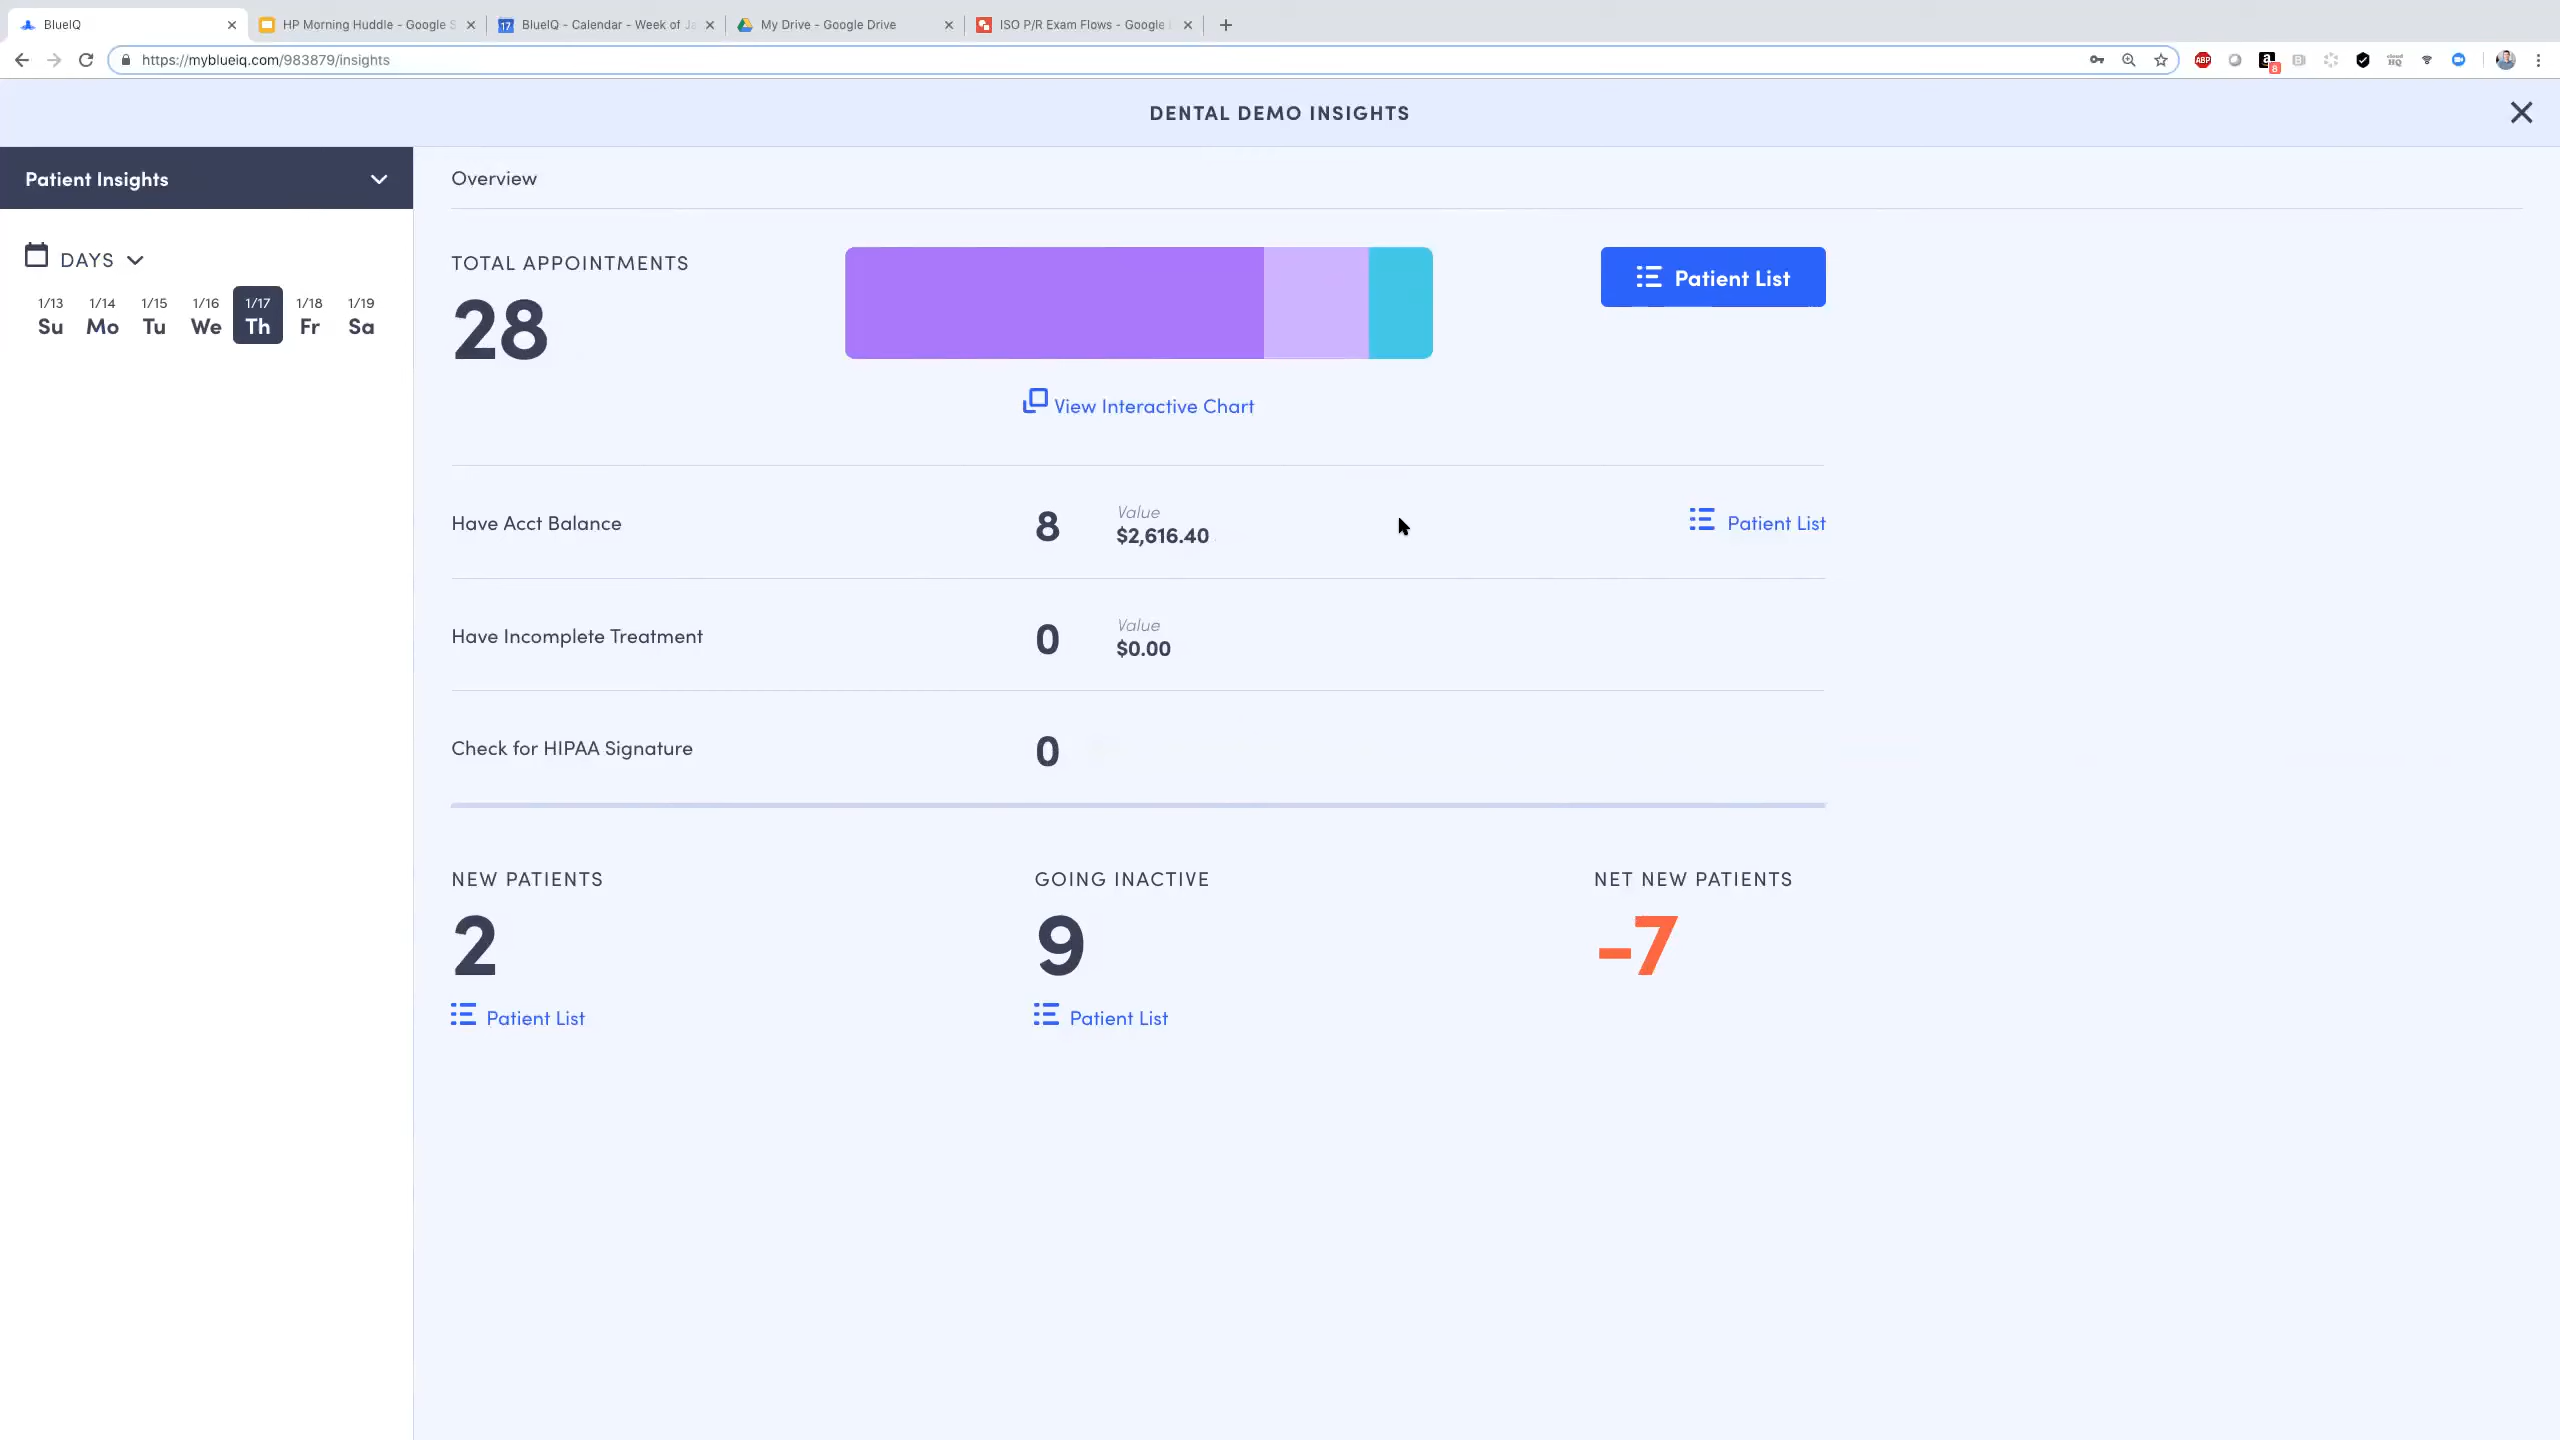 BlueIQ
HP Morning Huddle - Google S
17
BlueIQ - Calendar - Week of Ja
My Drive - Google Drive
ISO P/R Exam Flows - Google
https://myblueiq.com/983879/insights
ABP
8
cloud
HQ
DENTAL DEMO INSIGHTS
Patient Insights
Overview
DAYS
1/13 1/14 1/15 1/16 1/17 1/18 1/19
Su Mo Tu We Th Fr Sa
TOTAL APPOINTMENTS
28
Patient List
View Interactive Chart
Have Acct Balance
8
Value
$2,616.40
Patient List
Have Incomplete Treatment
0
Value
$0.00
Check for HIPAA Signature
0
NEW PATIENTS
2
Patient List
GOING INACTIVE
9
Patient List
NET NEW PATIENTS
-7